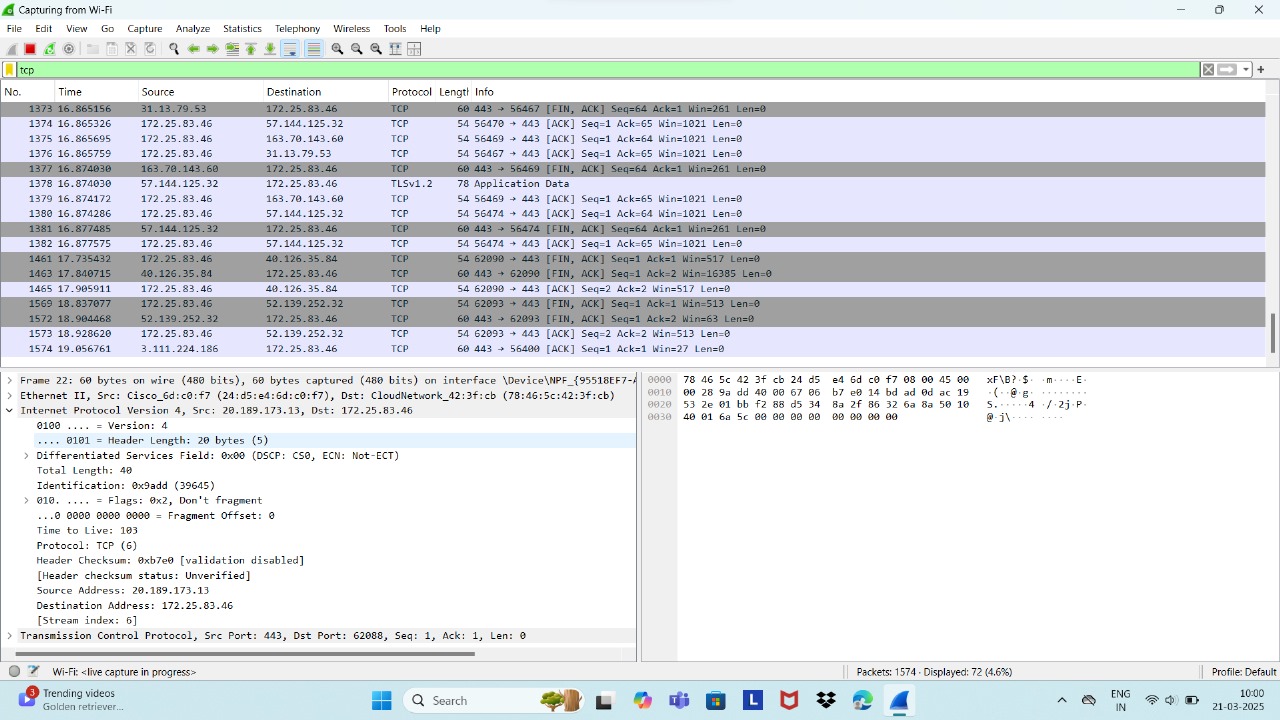 Capturing from Wi-Fi
File Edit View Go Capture Analyze Statistics Telephony Wireless Tools Help
tcp
No. Time Source Destination Protocol Length Info
1373 16.865156 31.13.79.53 172.25.83.46 TCP 60 443 → 56467 [FIN, ACK] Seq=64 Ack=1 Win=261 Len=0
1374 16.865326 172.25.83.46 57.144.125.32 TCP 54 56470 → 443 [ACK] Seq=1 Ack=65 Win=1021 Len=0
1375 16.865695 172.25.83.46 163.70.143.60 TCP 54 56469 → 443 [ACK] Seq=1 Ack=64 Win=1021 Len=0
1376 16.865759 172.25.83.46 31.13.79.53 TCP 54 56467 → 443 [ACK] Seq=1 Ack=65 Win=1021 Len=0
1377 16.874030 163.70.143.60 172.25.83.46 TCP 60 443 → 56469 [FIN, ACK] Seq=64 Ack=1 Win=261 Len=0
1378 16.874030 57.144.125.32 172.25.83.46 TLSv1.2 78 Application Data
1379 16.874172 172.25.83.46 163.70.143.60 TCP 54 56469 → 443 [ACK] Seq=1 Ack=65 Win=1021 Len=0
1380 16.874286 172.25.83.46 57.144.125.32 TCP 54 56474 → 443 [ACK] Seq=1 Ack=64 Win=1021 Len=0
1381 16.877485 57.144.125.32 172.25.83.46 TCP 60 443 → 56474 [FIN, ACK] Seq=64 Ack=1 Win=261 Len=0
1382 16.877575 172.25.83.46 57.144.125.32 TCP 54 56474 → 443 [ACK] Seq=1 Ack=65 Win=1021 Len=0
1461 17.735432 172.25.83.46 40.126.35.84 TCP 54 62090 → 443 [FIN, ACK] Seq=1 Ack=1 Win=517 Len=0
1463 17.840715 40.126.35.84 172.25.83.46 TCP 60 443 → 62090 [FIN, ACK] Seq=1 Ack=2 Win=16385 Len=0
1465 17.905911 172.25.83.46 40.126.35.84 TCP 54 62090 → 443 [ACK] Seq=2 Ack=2 Win=517 Len=0
1569 18.837077 172.25.83.46 52.139.252.32 TCP 54 62093 → 443 [FIN, ACK] Seq=1 Ack=1 Win=513 Len=0
1572 18.904468 52.139.252.32 172.25.83.46 TCP 60 443 → 62093 [FIN, ACK] Seq=1 Ack=2 Win=63 Len=0
1573 18.928620 172.25.83.46 52.139.252.32 TCP 54 62093 → 443 [ACK] Seq=2 Ack=2 Win=513 Len=0
1574 19.056761 3.111.224.186 172.25.83.46 TCP 60 443 → 56400 [ACK] Seq=1 Ack=1 Win=27 Len=0
Frame 22: 60 bytes on wire (480 bits), 60 bytes captured (480 bits) on interface \Device\NPF_{95518EF7-A
Ethernet II, Src: Cisco_6d:c0:f7 (24:d5:e4:6d:c0:f7), Dst: CloudNetwork_42:3f:cb (78:46:5c:42:3f:cb)
Internet Protocol Version 4, Src: 20.189.173.13, Dst: 172.25.83.46
0100 .... = Version: 4
.... 0101 = Header Length: 20 bytes (5)
Differentiated Services Field: 0x00 (DSCP: CS0, ECN: Not-ECT)
Total Length: 40
Identification: 0x9add (39645)
010. .... = Flags: 0x2, Don't fragment
...0 0000 0000 0000 = Fragment Offset: 0
Time to Live: 103
Protocol: TCP (6)
Header Checksum: 0xb7e0 [validation disabled]
[Header checksum status: Unverified]
Source Address: 20.189.173.13
Destination Address: 172.25.83.46
[Stream index: 6]
Transmission Control Protocol, Src Port: 443, Dst Port: 62088, Seq: 1, Ack: 1, Len: 0
0000 78 46 5c 42 3f cb 24 d5 e4 6d c0 f7 08 00 45 00 xF\B?·$· ·m····E·
0010 00 28 9a dd 40 00 67 06 b7 e0 14 bd ad 0d ac 19 ·(··@·g· ········
0020 53 2e 01 bb f2 88 d5 34 8a 2f 86 32 6a 8a 50 10 S.·····4 ·/·2j·P·
0030 40 01 6a 5c 00 00 00 00 00 00 00 00 @·j\···· ····
Wi-Fi: <live capture in progress>
Packets: 1574 · Displayed: 72 (4.6%)
Profile: Default
3
Trending videos
Golden retriever...
Search
L
ENG
IN
10:00
21-03-2025